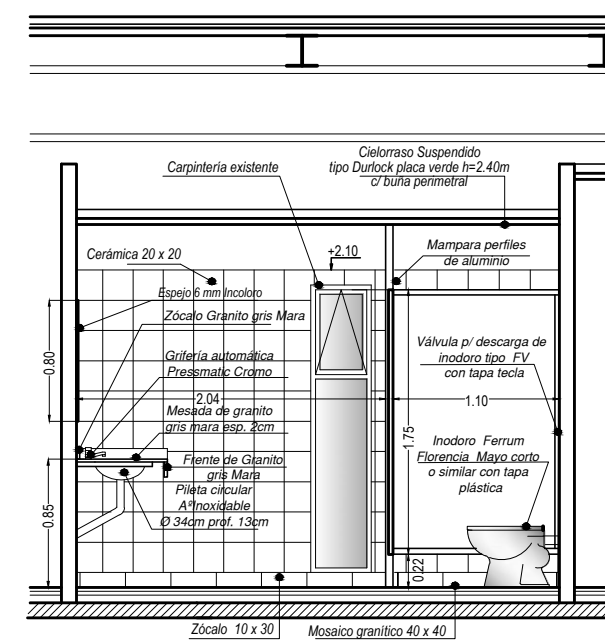 Cielorraso Suspendido
tipo Durlock placa verde h=2.40m
c/ buña perimetral
Carpintería existente
Cerámica 20 x 20
+2.10
Mampara perfiles
de aluminio
Espejo 6 mm Incoloro
Zócalo Granito gris Mara
Grifería automática
Pressmatic Cromo
0.80
2.04
Mesada de granito
gris mara esp. 2cm
Válvula p/ descarga de
inodoro tipo FV
con tapa tecla
1.10
1.75
Frente de Granito
gris Mara
Pileta circular
AºInoxidable
Ø 34cm prof. 13cm
Inodoro Ferrum
Florencia Mayo corto
o similar con tapa
plástica
0.85
0.22
Zócalo 10 x 30
Mosaico granítico 40 x 40